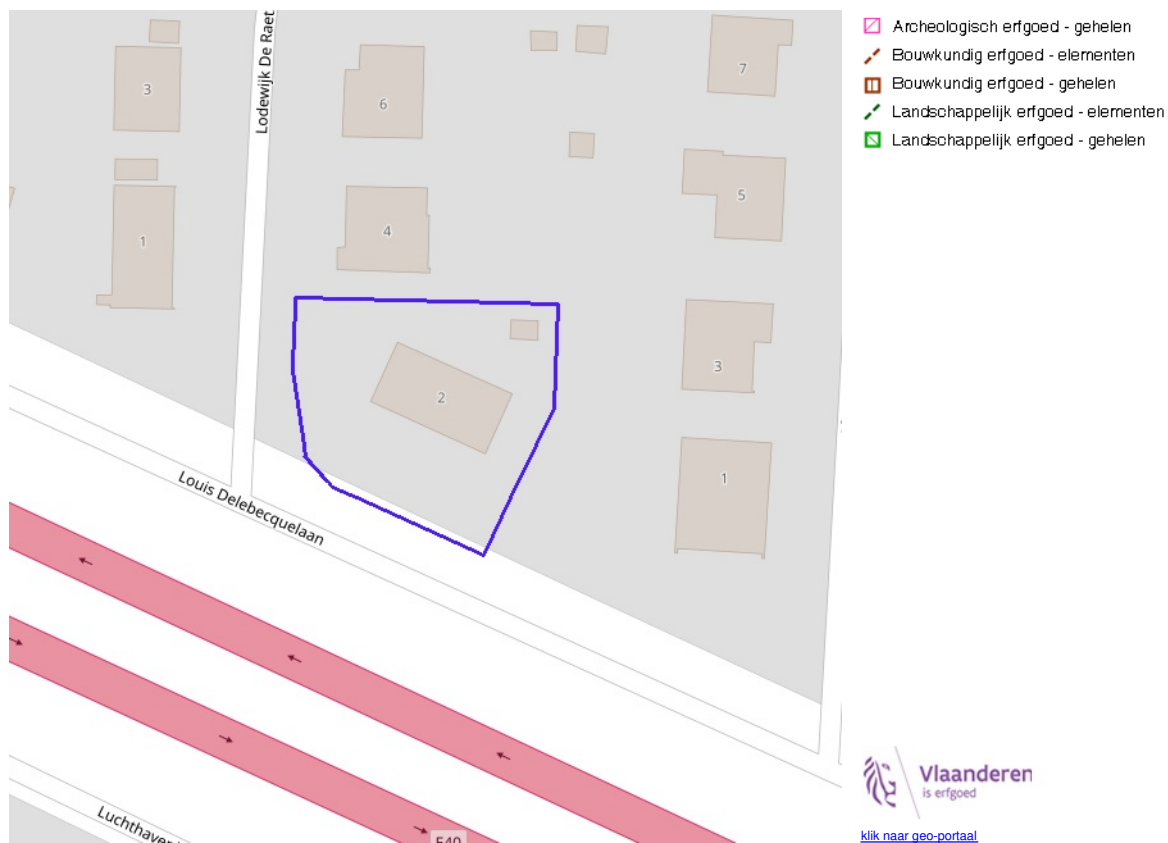 Lodewijk De Raet
3
6
7
1
4
5
2
3
1
Louis Delebecquelaan
E40
Archeologisch erfgoed - gehelen
Bouwkundig erfgoed - elementen
Bouwkundig erfgoed - gehelen
Landschappelijk erfgoed - elementen
Landschappelijk erfgoed - gehelen
Vlaanderen
is erfgoed
klik naar geo-portaal